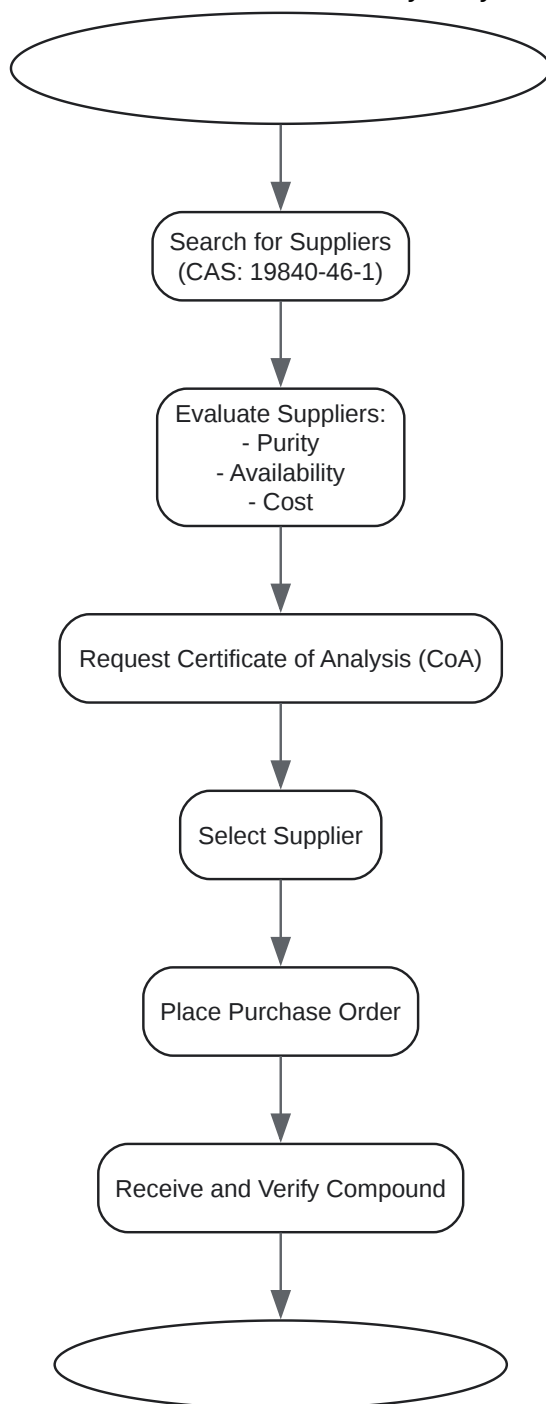 Search for Suppliers
(CAS: 19840-46-1)
Evaluate Suppliers:
- Purity
- Availability
- Cost
Request Certificate of Analysis (CoA)
Select Supplier
Place Purchase Order
Receive and Verify Compound